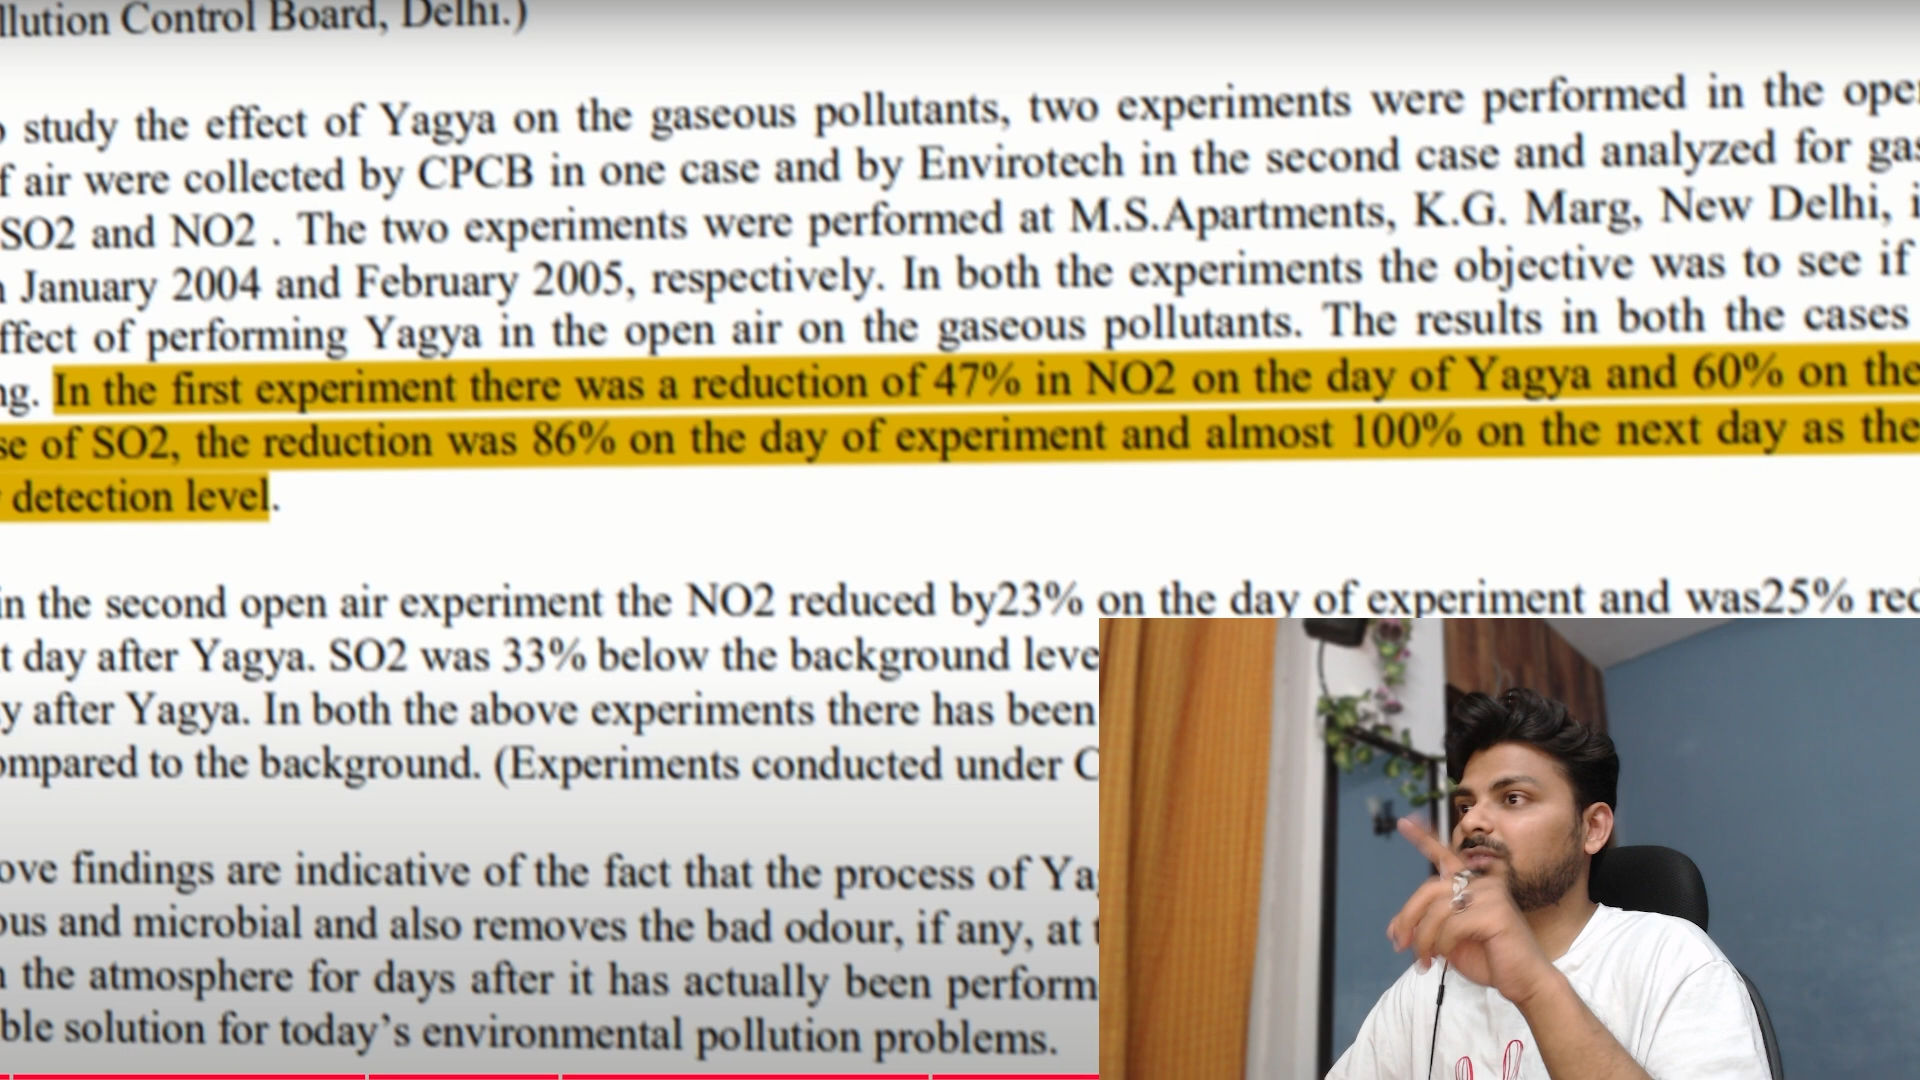 llution Control Board, Delhi.)
study the effect of Yagya on the gaseous pollutants, two experiments were performed in the
f air were collected by CPCB in one case and by Envirotech in the second case and analyzed for
SO2 and NO2 . The two experiments were performed at M.S.Apartments, K.G. Marg, New Delhi,
January 2004 and February 2005, respectively. In both the experiments the objective was to see if
ffect of performing Yagya in the open air on the gaseous pollutants. The results in both the cases
ng. In the first experiment there was a reduction of 47% in NO2 on the day of Yagya and 60% on the
se of SO2, the reduction was 86% on the day of experiment and almost 100% on the next day as the
detection level.
in the second open air experiment the NO2 reduced by23% on the day of experiment and was25%
t day after Yagya. SO2 was 33% below the background leve
y after Yagya. In both the above experiments there has been
ompared to the background. (Experiments conducted under C
ove findings are indicative of the fact that the process of Ya
ous and microbial and also removes the bad odour, if any, at
the atmosphere for days after it has actually been perform
ble solution for today's environmental pollution problems.